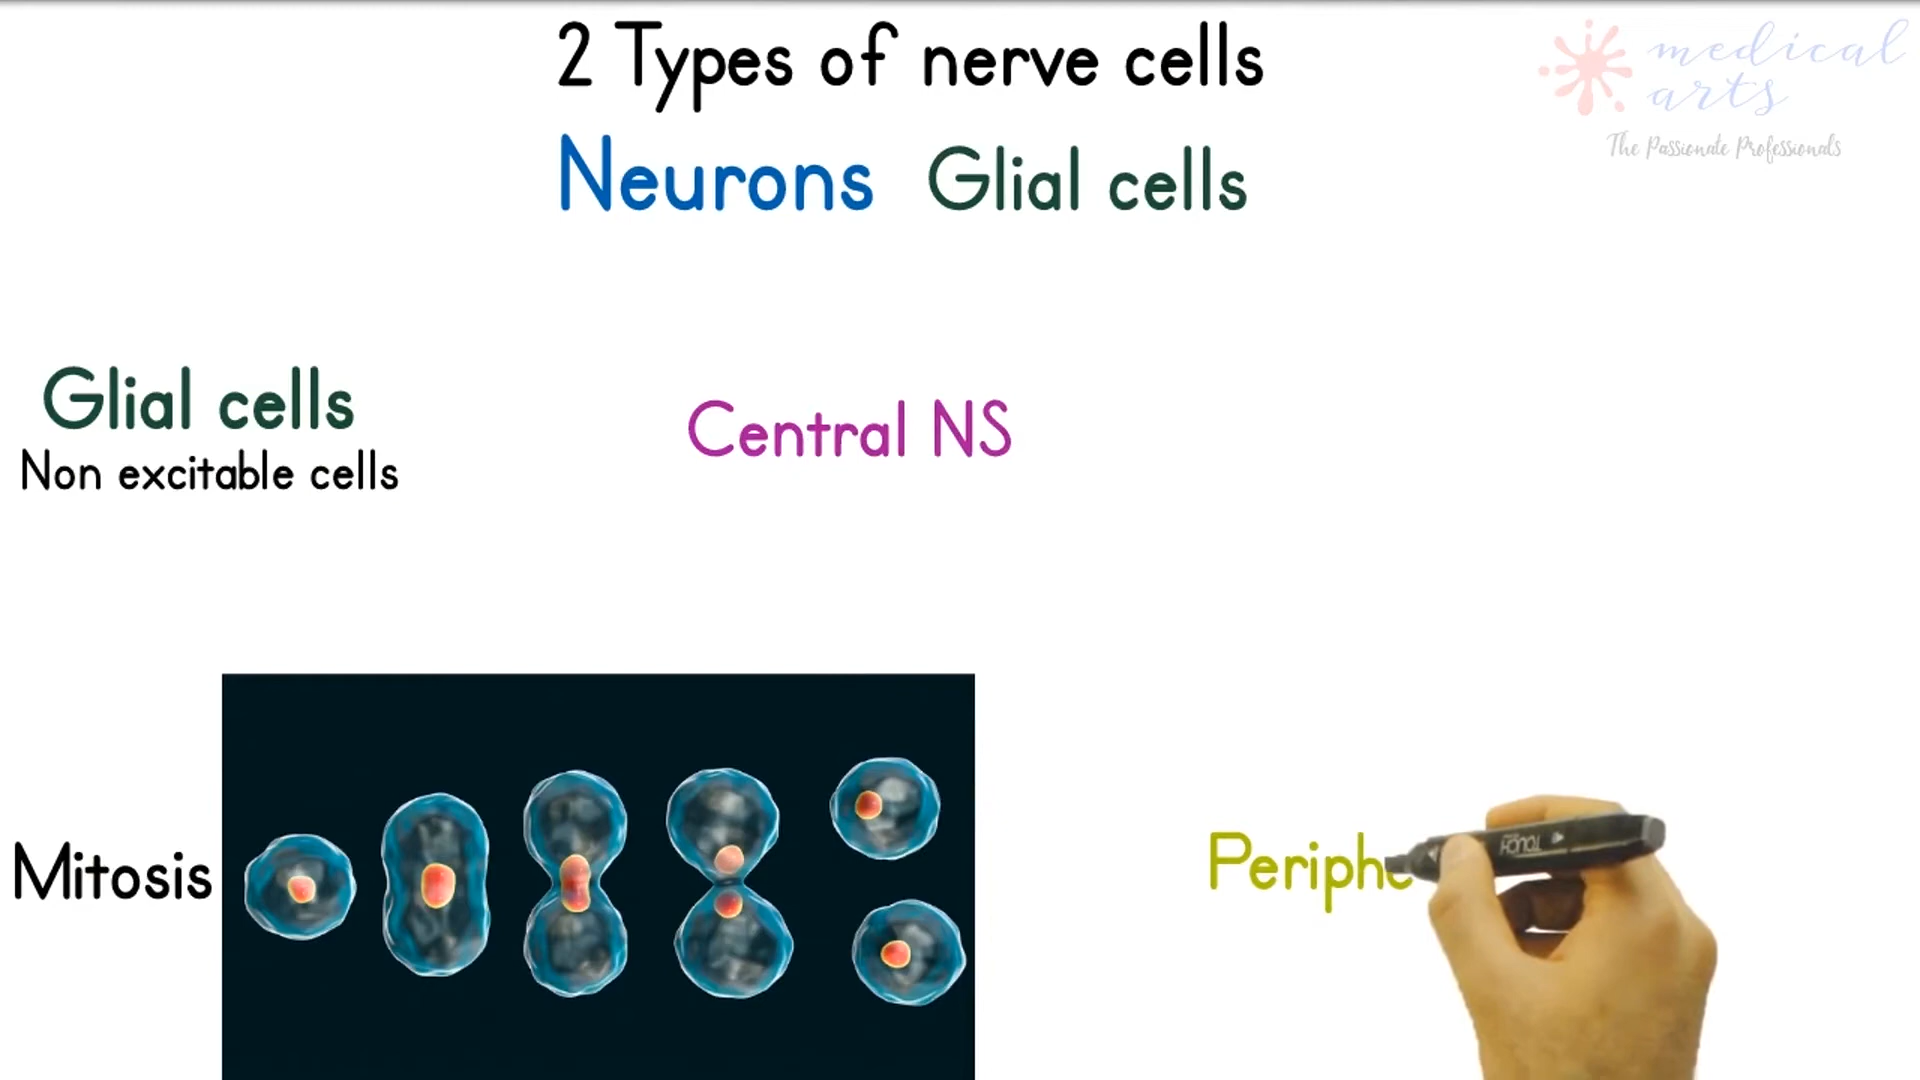 2 Types of nerve cells
medical
arts
The Passionate Professionals
Neurons Glial cells
Glial cells
Non excitable cells
Central NS
Mitosis
Periphe
TOUCH